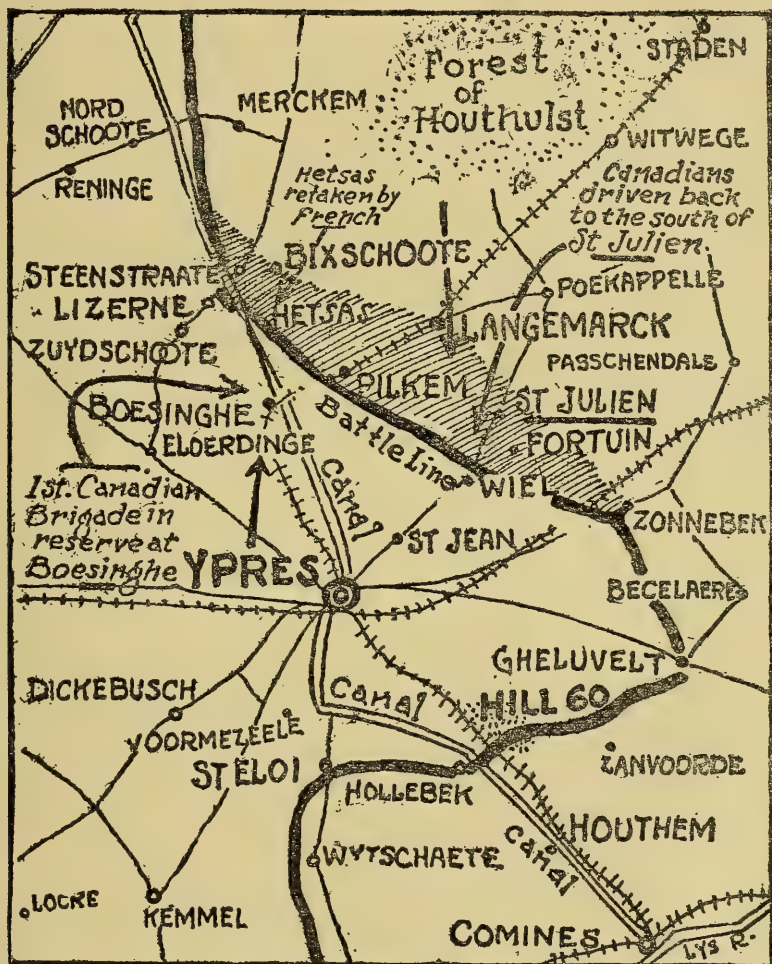 Forest
of
Houthulst
STADEN
NORD
SCHOOTE
MERCKEM
WITWEGE
RENINGE
Hetsas
retaken by
French
Canadians
driven back
to the south of
St Julien.
STEENSTRAATE
BIXSCHOOTE
POEKAPPELLE
LIZERNE
HETSAS
LANGEMARCK
ZUYDSCHOOTE
PASSCHENDALE
PILKEM
ST JULIEN
BOESINGHE
Battle Line
FORTUIN
ELOERDINGE
Canal
WIEL
1st. Canadian
Brigade in
reserve at
Boesinghe
ZONNEBEK
YPRES
ST JEAN
BECELAERE
GHELUVELT
DICKEBUSCH
Canal
HILL 60
VOORMEZEELE
ST ELOI
ZANVOORDE
HOLLEBEK
HOUTHEM
WYTSCHAETE
Canal
LOCRE
KEMMEL
COMINES
LYS R.